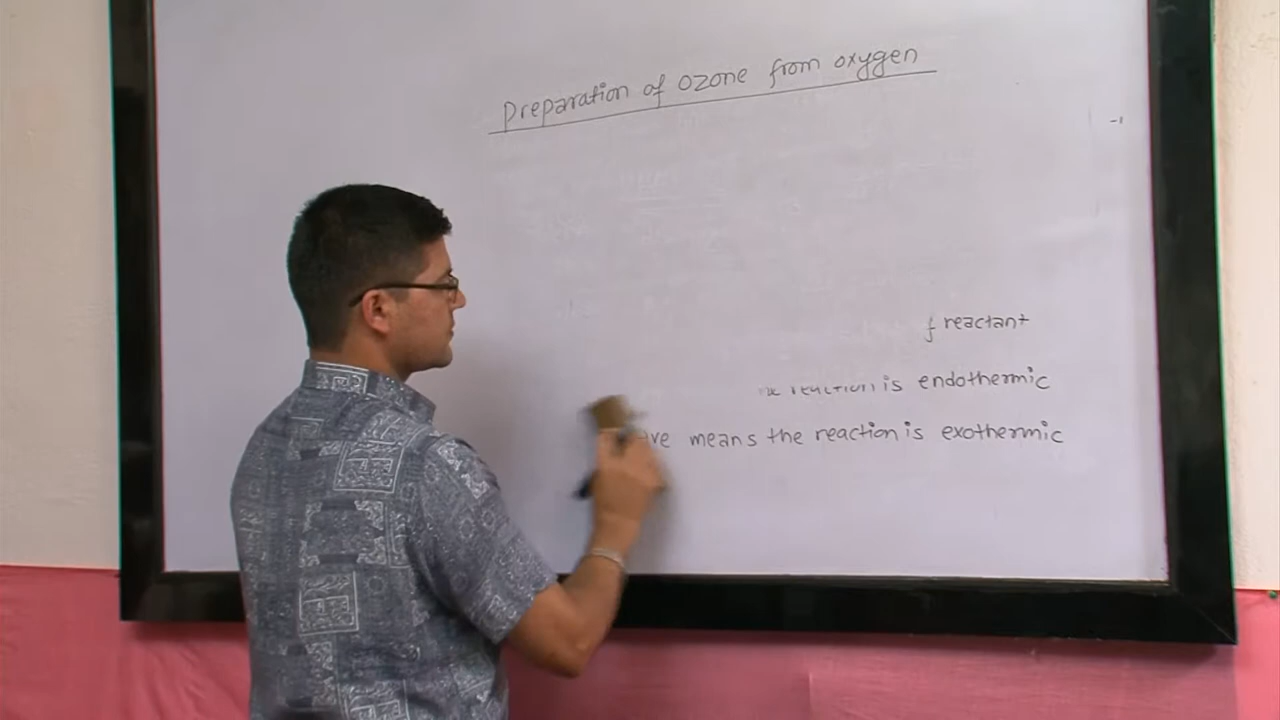 Preparation of ozone from oxygen
f reactant
reaction is endothermic
ve means the reaction is exothermic